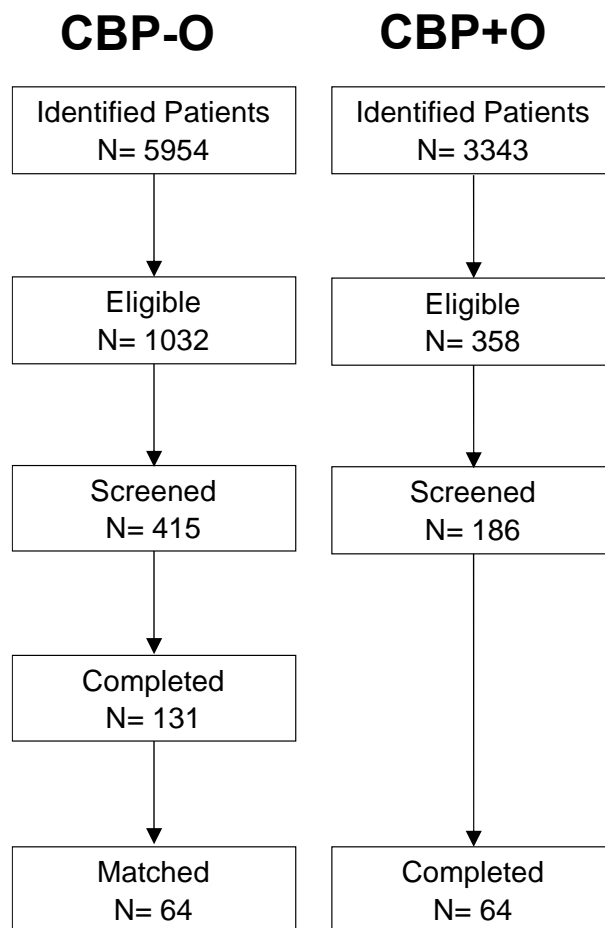 CBP-O
Identified Patients
N= 5954
Eligible
N= 1032
Screened
N= 415
Completed
N= 131
Matched
N= 64
CBP+O
Identified Patients
N= 3343
Eligible
N= 358
Screened
N= 186
Completed
N= 64